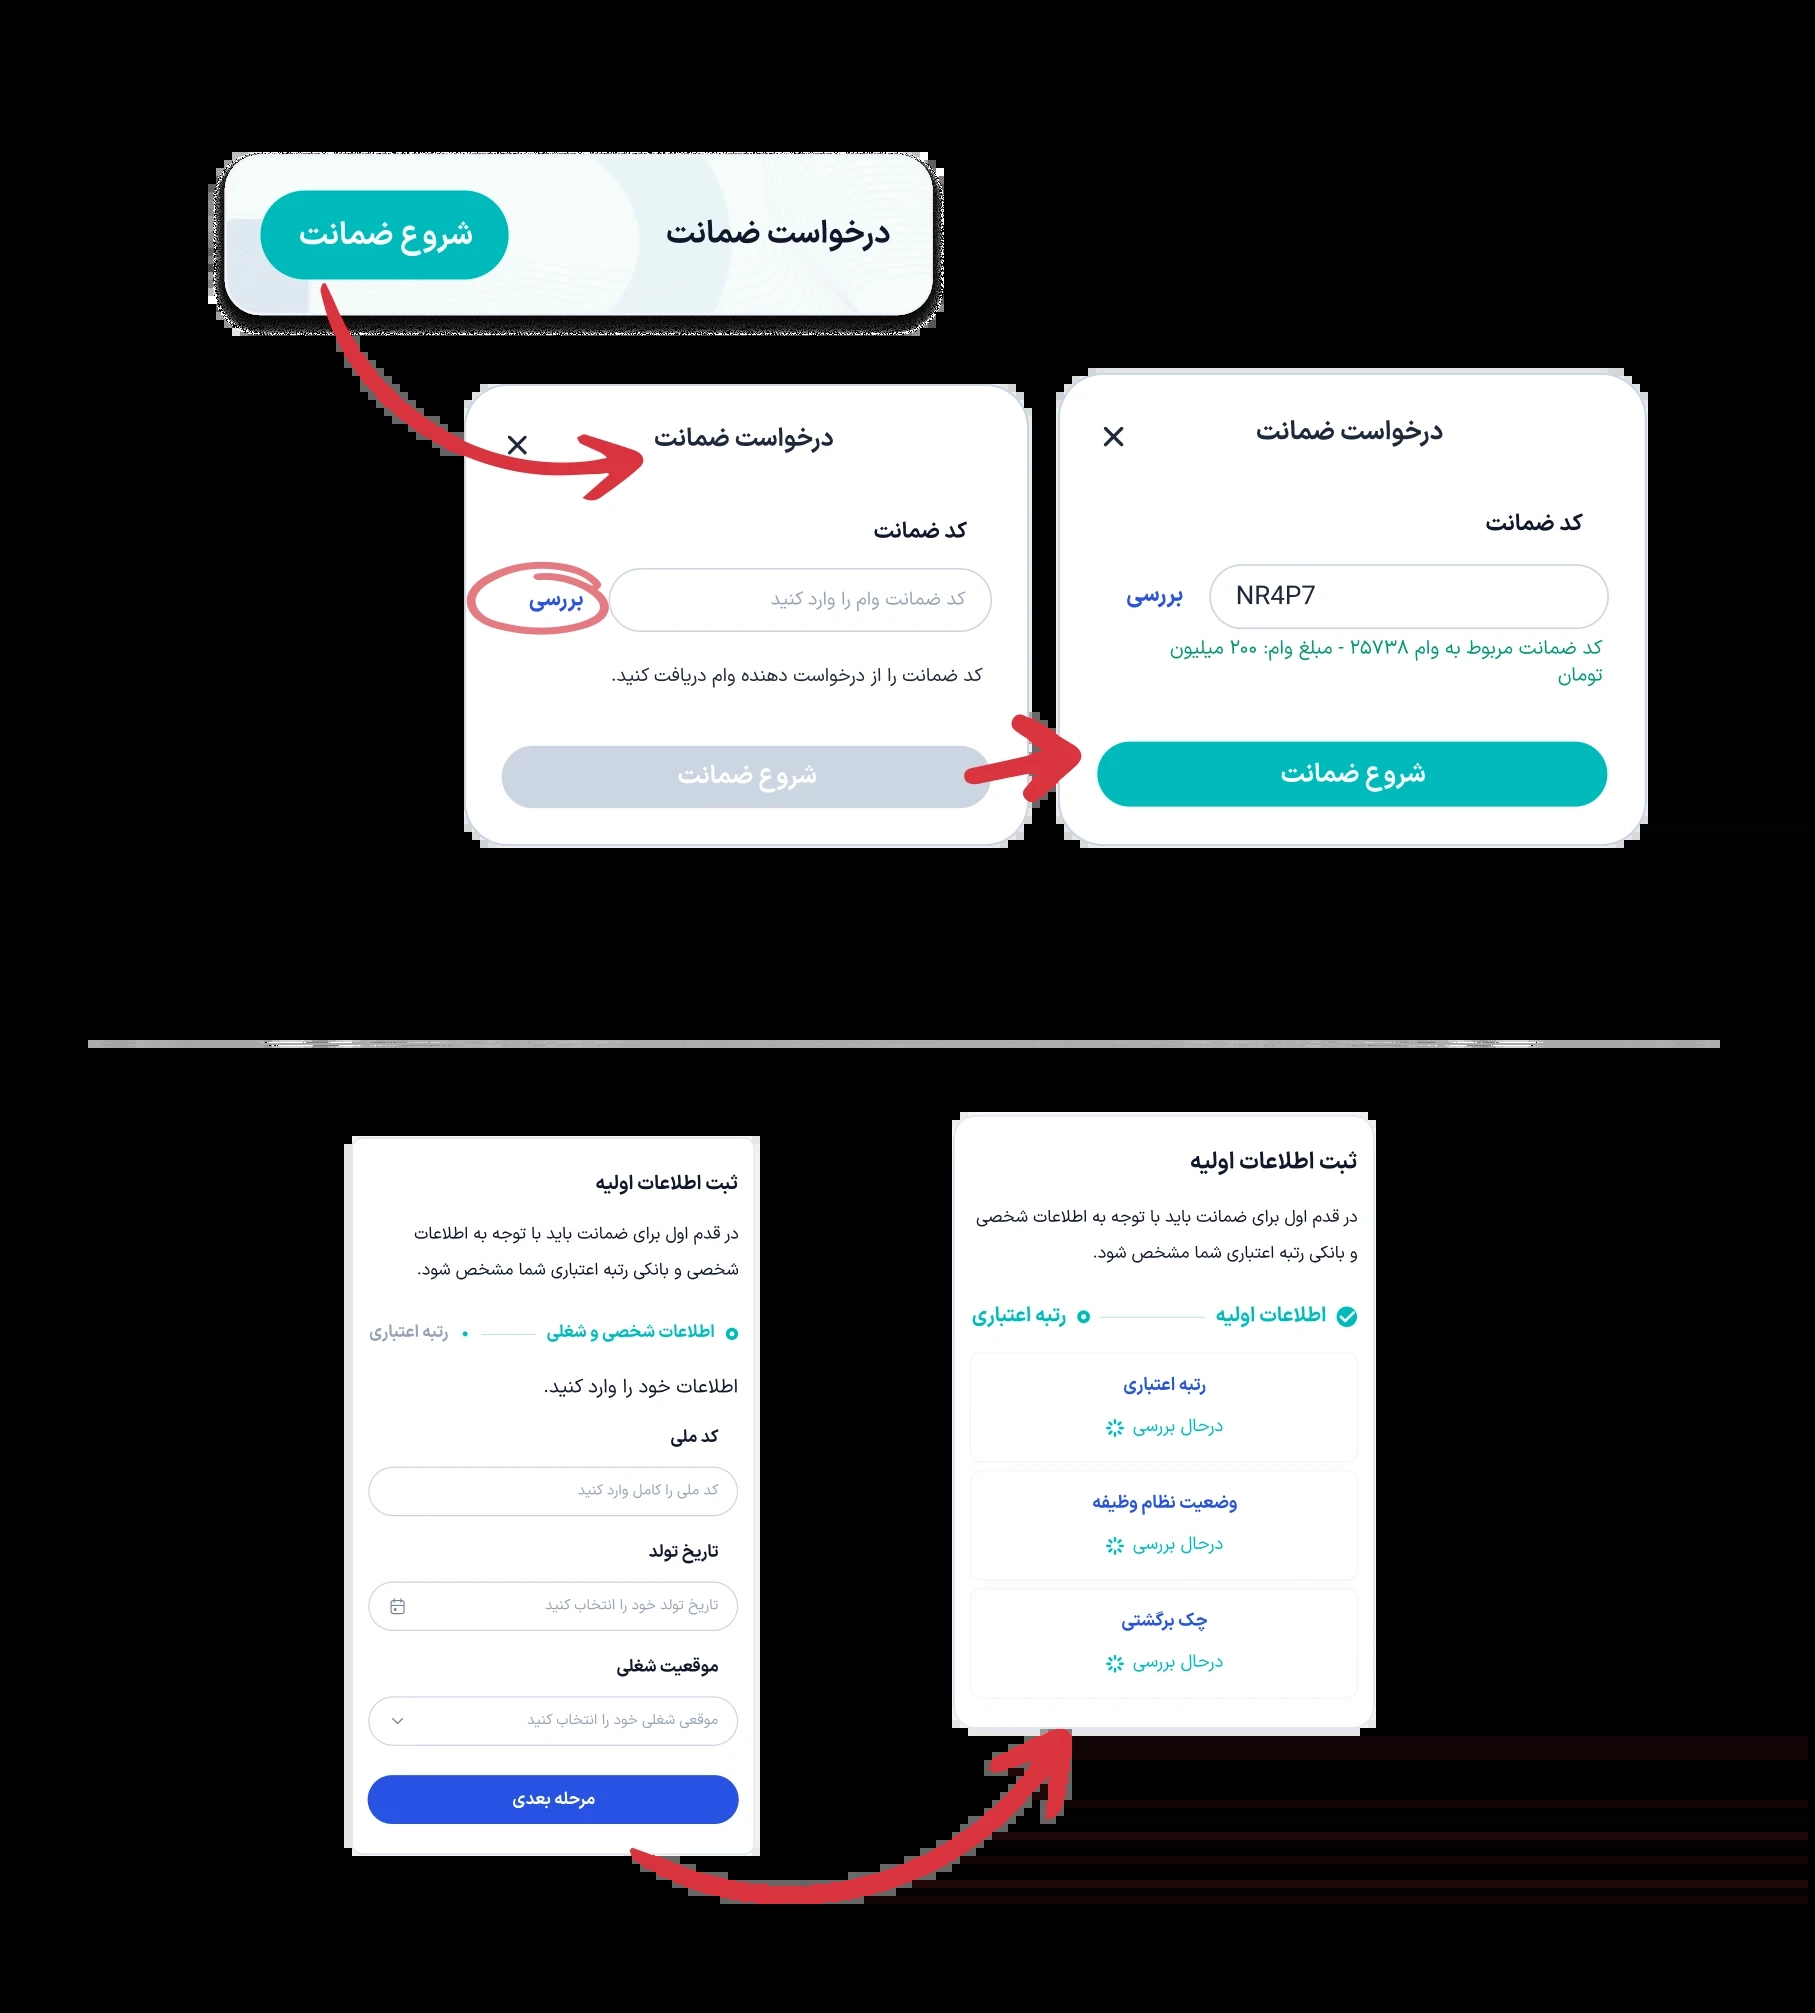 درخواست ضمانت
شروع ضمانت
درخواست ضمانت
کد ضمانت
کد ضمانت وام را وارد کنید
بررسی
کد ضمانت را از درخواست دهنده وام دریافت کنید.
شروع ضمانت
درخواست ضمانت
کد ضمانت
NR4P7
بررسی
کد ضمانت مربوط به وام ۲۵۷۳۸ - مبلغ وام: ۲۰۰ میلیون
تومان
شروع ضمانت
ثبت اطلاعات اولیه
در قدم اول برای ضمانت باید با توجه به اطلاعات
شخصی و بانکی رتبه اعتباری شما مشخص شود.
اطلاعات شخصی و شغلی
رتبه اعتباری
اطلاعات خود را وارد کنید.
کد ملی
کد ملی را کامل وارد کنید
تاریخ تولد
تاریخ تولد خود را انتخاب کنید
موقعیت شغلی
موقعی شغلی خود را انتخاب کنید
مرحله بعدی
ثبت اطلاعات اولیه
در قدم اول برای ضمانت باید با توجه به اطلاعات شخصی
و بانکی رتبه اعتباری شما مشخص شود.
اطلاعات اولیه
رتبه اعتباری
رتبه اعتباری
درحال بررسی
وضعیت نظام وظیفه
درحال بررسی
چک برگشتی
درحال بررسی